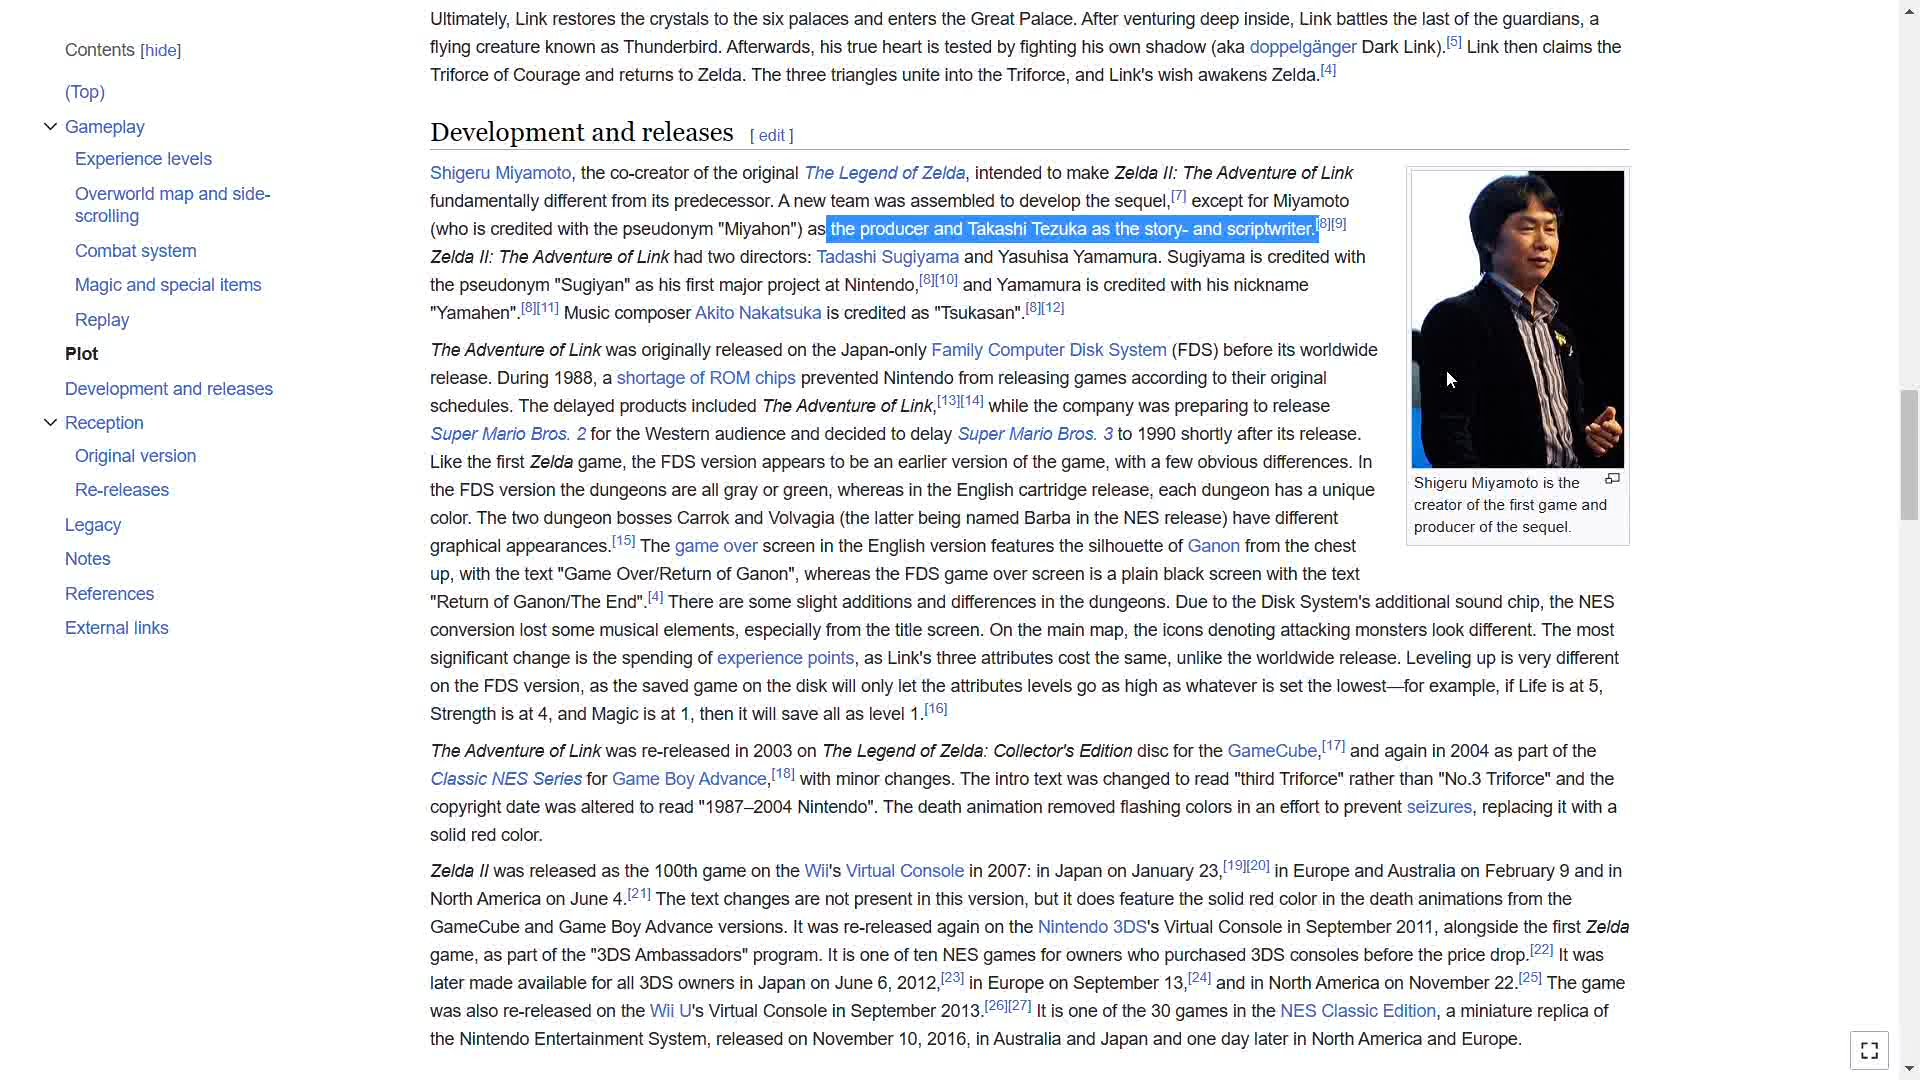 Contents [hide]
(Top)
Gameplay
Experience levels
Overworld map and side-
scrolling
Combat system
Magic and special items
Replay
Plot
Development and releases
Reception
Original version
Re-releases
Legacy
Notes
References
External links
Ultimately, Link restores the crystals to the six palaces and enters the Great Palace. After venturing deep inside, Link battles the last of the guardians, a
flying creature known as Thunderbird. Afterwards, his true heart is tested by fighting his own shadow (aka doppelgänger Dark Link).[5] Link then claims the
Triforce of Courage and returns to Zelda. The three triangles unite into the Triforce, and Link's wish awakens Zelda.[4]
Development and releases [ edit ]
Shigeru Miyamoto, the co-creator of the original The Legend of Zelda, intended to make Zelda II: The Adventure of Link
fundamentally different from its predecessor. A new team was assembled to develop the sequel,[7] except for Miyamoto
(who is credited with the pseudonym "Miyahon") as the producer and Takashi Tezuka as the story- and scriptwriter.[8][9]
Zelda II: The Adventure of Link had two directors: Tadashi Sugiyama and Yasuhisa Yamamura. Sugiyama is credited with
the pseudonym "Sugiyan" as his first major project at Nintendo,[8][10] and Yamamura is credited with his nickname
"Yamahen".[8][11] Music composer Akito Nakatsuka is credited as "Tsukasan".[8][12]
Shigeru Miyamoto is the
creator of the first game and
producer of the sequel.
The Adventure of Link was originally released on the Japan-only Family Computer Disk System (FDS) before its worldwide
release. During 1988, a shortage of ROM chips prevented Nintendo from releasing games according to their original
schedules. The delayed products included The Adventure of Link,[13][14] while the company was preparing to release
Super Mario Bros. 2 for the Western audience and decided to delay Super Mario Bros. 3 to 1990 shortly after its release.
Like the first Zelda game, the FDS version appears to be an earlier version of the game, with a few obvious differences. In
the FDS version the dungeons are all gray or green, whereas in the English cartridge release, each dungeon has a unique
color. The two dungeon bosses Carrok and Volvagia (the latter being named Barba in the NES release) have different
graphical appearances.[15] The game over screen in the English version features the silhouette of Ganon from the chest
up, with the text "Game Over/Return of Ganon", whereas the FDS game over screen is a plain black screen with the text
"Return of Ganon/The End".[4] There are some slight additions and differences in the dungeons. Due to the Disk System's additional sound chip, the NES
conversion lost some musical elements, especially from the title screen. On the main map, the icons denoting attacking monsters look different. The most
significant change is the spending of experience points, as Link's three attributes cost the same, unlike the worldwide release. Leveling up is very different
on the FDS version, as the saved game on the disk will only let the attributes levels go as high as whatever is set the lowest—for example, if Life is at 5,
Strength is at 4, and Magic is at 1, then it will save all as level 1.[16]
The Adventure of Link was re-released in 2003 on The Legend of Zelda: Collector's Edition disc for the GameCube,[17] and again in 2004 as part of the
Classic NES Series for Game Boy Advance,[18] with minor changes. The intro text was changed to read "third Triforce" rather than "No.3 Triforce" and the
copyright date was altered to read "1987–2004 Nintendo". The death animation removed flashing colors in an effort to prevent seizures, replacing it with a
solid red color.
Zelda II was released as the 100th game on the Wii's Virtual Console in 2007: in Japan on January 23,[19][20] in Europe and Australia on February 9 and in
North America on June 4.[21] The text changes are not present in this version, but it does feature the solid red color in the death animations from the
GameCube and Game Boy Advance versions. It was re-released again on the Nintendo 3DS's Virtual Console in September 2011, alongside the first Zelda
game, as part of the "3DS Ambassadors" program. It is one of ten NES games for owners who purchased 3DS consoles before the price drop.[22] It was
later made available for all 3DS owners in Japan on June 6, 2012,[23] in Europe on September 13,[24] and in North America on November 22.[25] The game
was also re-released on the Wii U's Virtual Console in September 2013.[26][27] It is one of the 30 games in the NES Classic Edition, a miniature replica of
the Nintendo Entertainment System, released on November 10, 2016, in Australia and Japan and one day later in North America and Europe.